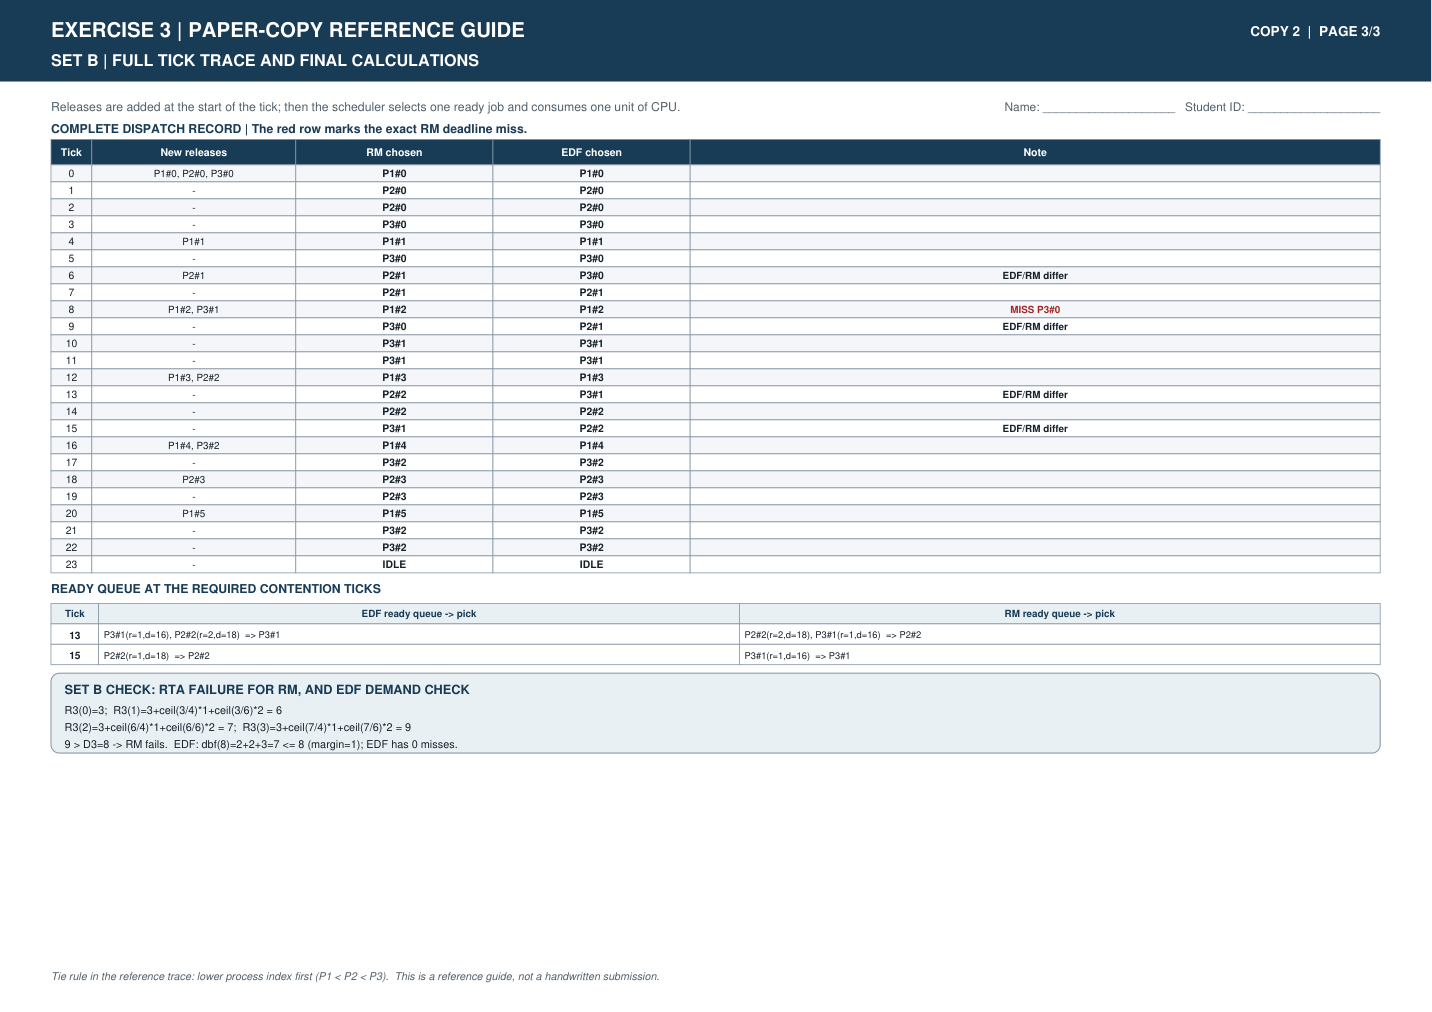 EXERCISE 3 | PAPER-COPY REFERENCE GUIDE
COPY 2 | PAGE 3/3
SET B | FULL TICK TRACE AND FINAL CALCULATIONS
Releases are added at the start of the tick; then the scheduler selects one ready job and consumes one unit of CPU.
Name: ____________________ Student ID: ____________________
COMPLETE DISPATCH RECORD | The red row marks the exact RM deadline miss.
Tick New releases RM chosen EDF chosen Note
0 P1#0, P2#0, P3#0 P1#0 P1#0
1 - P2#0 P2#0
2 - P2#0 P2#0
3 - P3#0 P3#0
4 P1#1 P1#1 P1#1
5 - P3#0 P3#0
6 P2#1 P2#1 P3#0 EDF/RM differ
7 - P2#1 P2#1
8 P1#2, P3#1 P1#2 P1#2 MISS P3#0
9 - P3#0 P2#1 EDF/RM differ
10 - P3#1 P3#1
11 - P3#1 P3#1
12 P1#3, P2#2 P1#3 P1#3
13 - P2#2 P3#1 EDF/RM differ
14 - P2#2 P2#2
15 - P3#1 P2#2 EDF/RM differ
16 P1#4, P3#2 P1#4 P1#4
17 - P3#2 P3#2
18 P2#3 P2#3 P2#3
19 - P2#3 P2#3
20 P1#5 P1#5 P1#5
21 - P3#2 P3#2
22 - P3#2 P3#2
23 - IDLE IDLE
READY QUEUE AT THE REQUIRED CONTENTION TICKS
Tick EDF ready queue -> pick RM ready queue -> pick
13 P3#1(r=1,d=16), P2#2(r=2,d=18) => P3#1 P2#2(r=2,d=18), P3#1(r=1,d=16) => P2#2
15 P2#2(r=1,d=18) => P2#2 P3#1(r=1,d=16) => P3#1
SET B CHECK: RTA FAILURE FOR RM, AND EDF DEMAND CHECK
R3(0)=3; R3(1)=3+ceil(3/4)*1+ceil(3/6)*2 = 6
R3(2)=3+ceil(6/4)*1+ceil(6/6)*2 = 7; R3(3)=3+ceil(7/4)*1+ceil(7/6)*2 = 9
9 > D3=8 -> RM fails. EDF: dbf(8)=2+2+3=7 <= 8 (margin=1); EDF has 0 misses.
Tie rule in the reference trace: lower process index first (P1 < P2 < P3). This is a reference guide, not a handwritten submission.